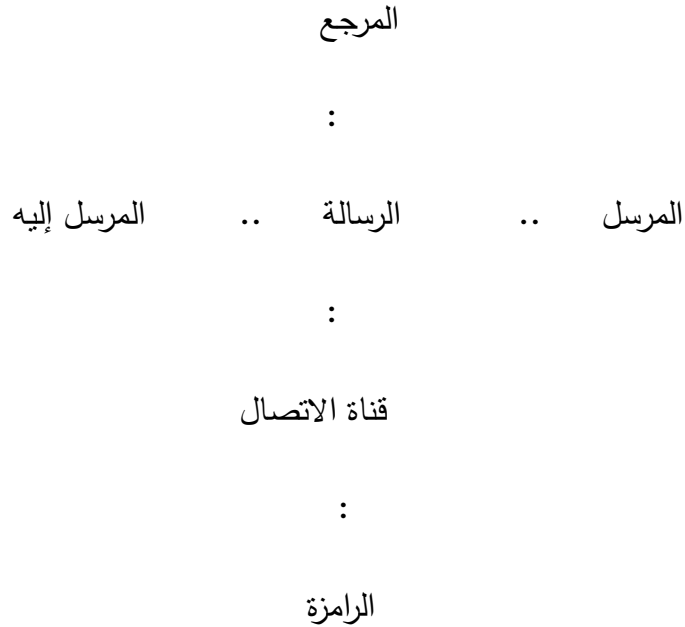 المرجع
:
المرسل .. الرسالة .. المرسل إليه
:
قناة الاتصال
:
الرامزة